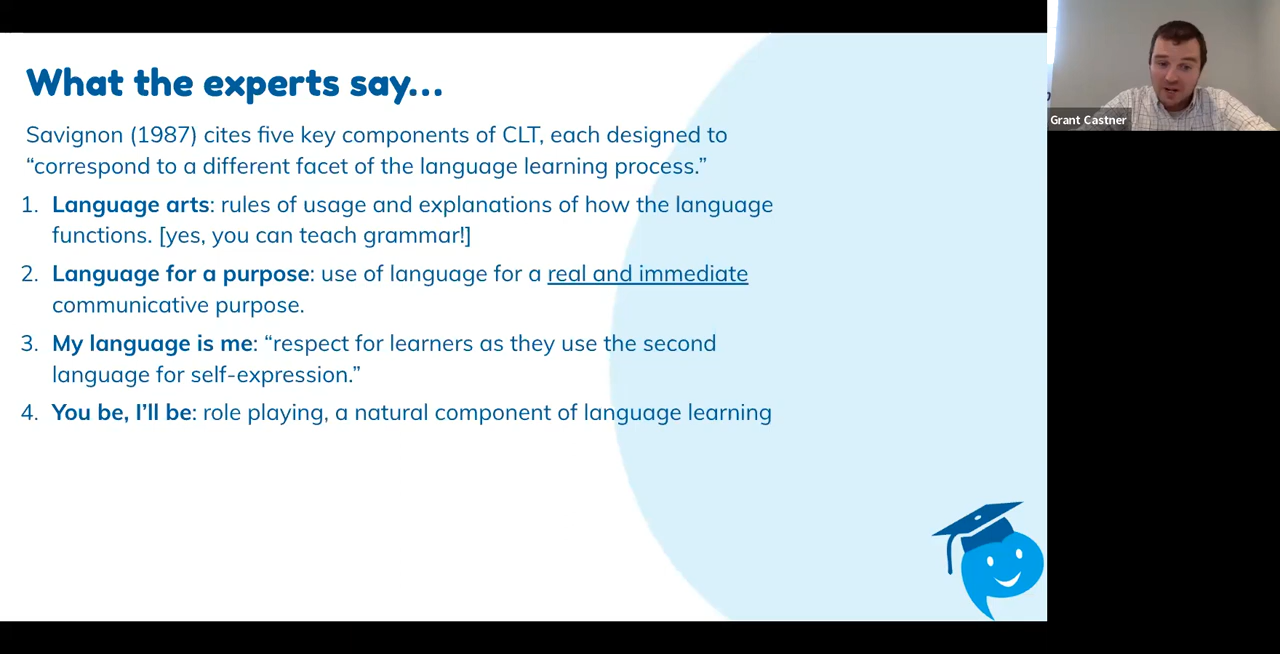 What the experts say...
Savignon (1987) cites five key components of CLT, each designed to
“correspond to a different facet of the language learning process.”
1. Language arts: rules of usage and explanations of how the language
functions. [yes, you can teach grammar!]
2. Language for a purpose: use of language for a real and immediate
communicative purpose.
3. My language is me: “respect for learners as they use the second
language for self-expression.”
4. You be, I’ll be: role playing, a natural component of language learning
Grant Castner